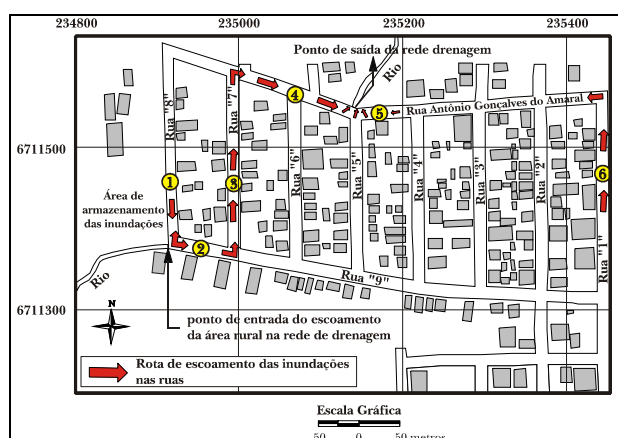 234800
235000
235200
235400
Ponto de saída da rede drenagem
Rio
Rua "8"
Rua "7"
4
5
Rua Antônio Gonçalves do Amaral
6711500
Rua "6"
Rua "5"
Rua "4"
Rua "3"
Rua "2"
1
3
6
Área de
armazenamento
das inundações
Rua "1"
2
Rio
Rua "9"
N
6711300
ponto de entrada do escoamento
da área rural na rede de drenagem
Rota de escoamento das inundações
nas ruas
Escala Gráfica
50 0 50 metros